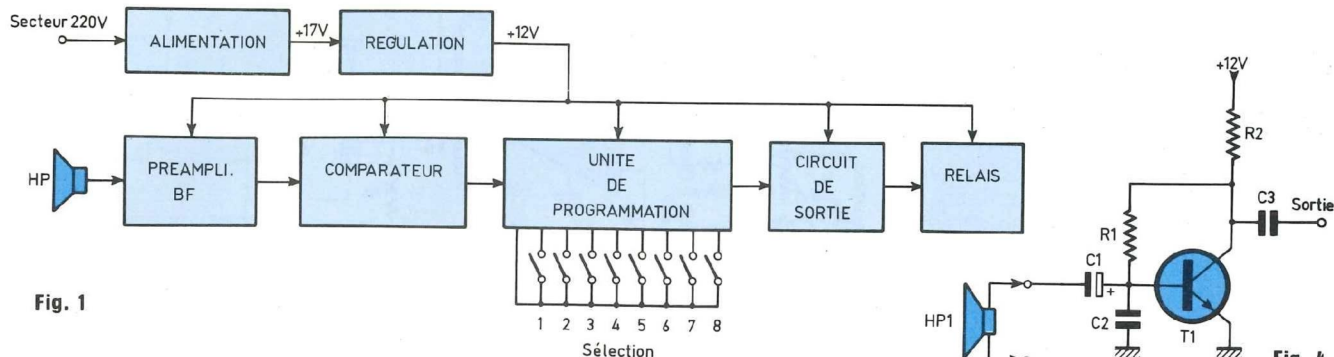 Secteur 220V
ALIMENTATION
+17V
REGULATION
+12V
HP
PREAMPLI.
BF
COMPARATEUR
UNITE
DE
PROGRAMMATION
CIRCUIT
DE
SORTIE
RELAIS
1 2 3 4 5 6 7 8
Sélection
Fig. 1
+12V
R2
R1
C3
Sortie
C1
+
C2
T1
HP1